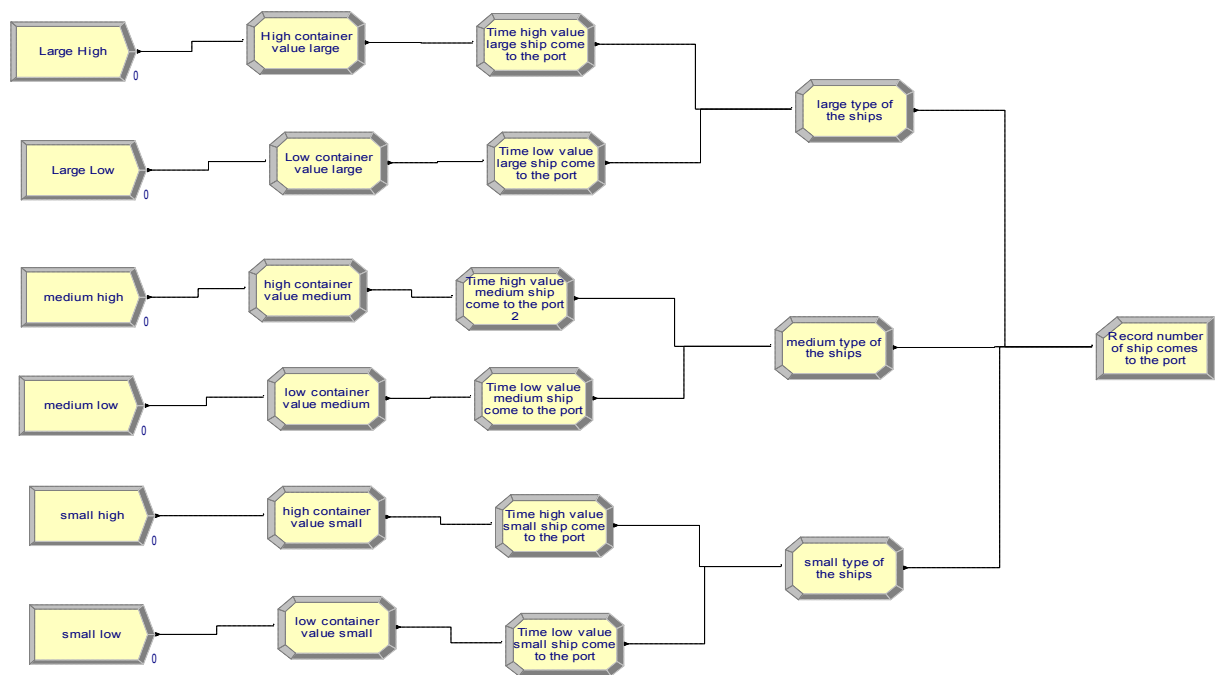 Large High
0
High container
value large
Time high value
large ship come
to the port
large type of
the ships
Large Low
0
Low container
value large
Time low value
large ship come
to the port
medium high
0
high container
value medium
Time high value
medium ship
come to the port
2
medium type of
the ships
Record number
of ship comes
to the port
medium low
0
low container
value medium
Time low value
medium ship
come to the port
small high
0
high container
value small
Time high value
small ship come
to the port
small type of
the ships
small low
0
low container
value small
Time low value
small ship come
to the port